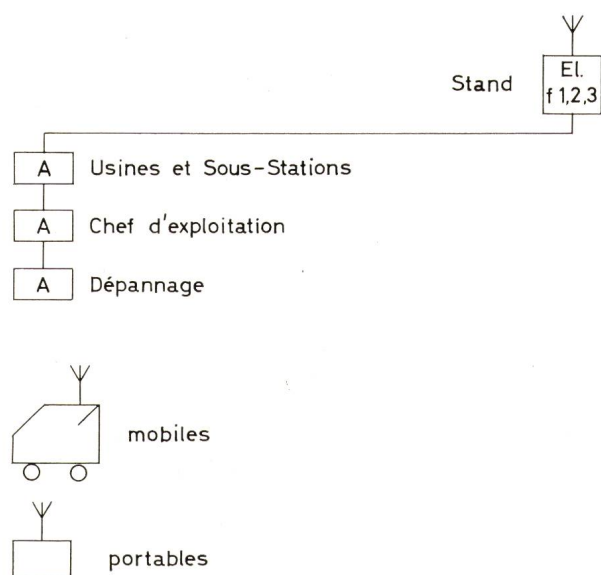 El.
f 1,2,3
Stand
A
Usines et Sous-Stations
A
Chef d'exploitation
A
Dépannage
mobiles
portables